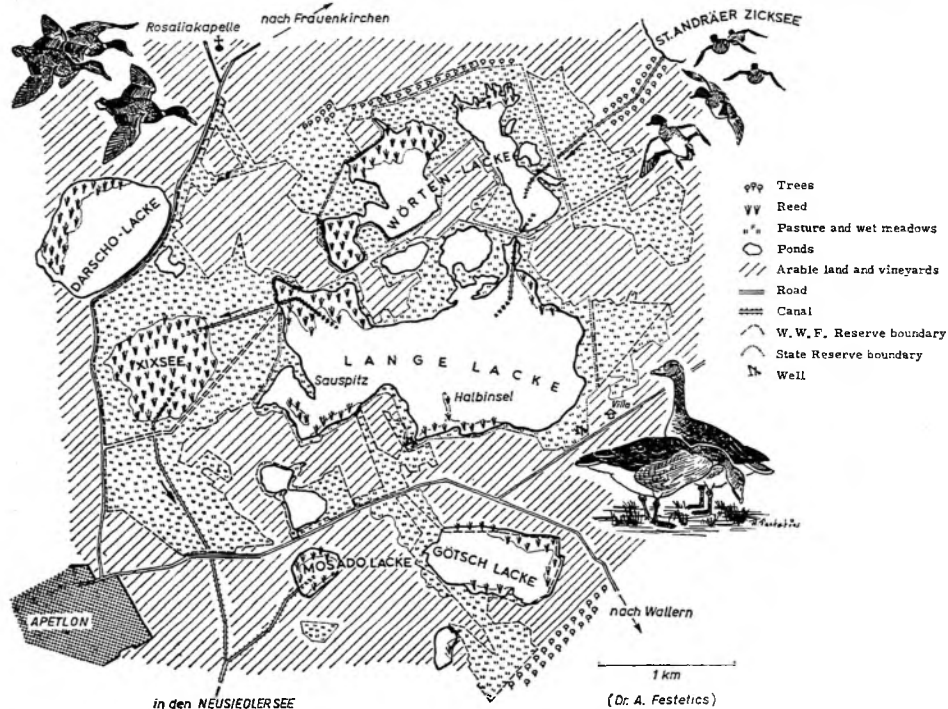 nach Frauenkirchen
Rosaliakapelle
ST. ANDRÄER ZICKSEE
WÖRTEN-LACKE
DARSCHO-LACKE
XIXSEE
LANGE LACKE
Sauspitz
Halbinsel
Villa
MOSADO LACKE
GÖTSCH LACKE
APETLON
nach Wallern
in den NEUSIEDLERSEE
1 km
(Dr. A. Festetics)
Trees
Reed
Pasture and wet meadows
Ponds
Arable land and vineyards
Road
Canal
W.W.F. Reserve boundary
State Reserve boundary
Well
A. Festetics